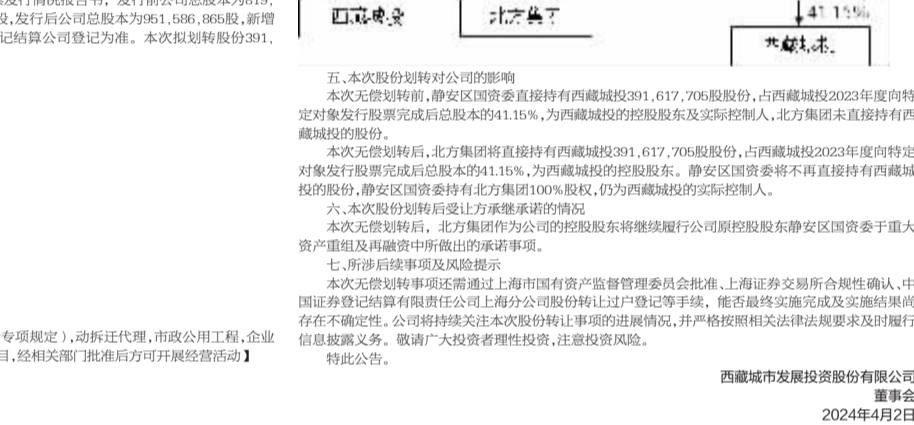 发行情况报告书，发行前公司总股本为819,
股,发行后公司总股本为951,586,865股,新增
记结算公司登记为准。本次拟划转股份391,
专项规定），动拆迁代理，市政公用工程，企业
目，经相关部门批准后方可开展经营活动】
41.15%
五、本次股份划转对公司的影响
本次无偿划转前,静安区国资委直接持有西藏城投391,617,705股股份,占西藏城投2023年度向特
定对象发行股票完成后总股本的41.15%,为西藏城投的控股股东及实际控制人,北方集团未直接持有西
藏城投的股份。
本次无偿划转后,北方集团将直接持有西藏城投391,617,705股股份,占西藏城投2023年度向特定
对象发行股票完成后总股本的41.15%,为西藏城投的控股股东。静安区国资委将不再直接持有西藏城
投的股份,静安区国资委持有北方集团100%股权,仍为西藏城投的实际控制人。
六、本次股份划转后受让方承继承诺的情况
本次无偿划转后，北方集团作为公司的控股股东将继续履行公司原控股股东静安区国资委于重大
资产重组及再融资中所做出的承诺事项。
七、所涉后续事项及风险提示
本次无偿划转事项还需通过上海市国有资产监督管理委员会批准、上海证券交易所合规性确认、中
国证券登记结算有限责任公司上海分公司股份转让过户登记等手续，能否最终实施完成及实施结果尚
存在不确定性。公司将持续关注本次股份转让事项的进展情况,并严格按照相关法律法规要求及时履行
信息披露义务。敬请广大投资者理性投资,注意投资风险。
特此公告。
西藏城市发展投资股份有限公司
董事会
2024年4月2日